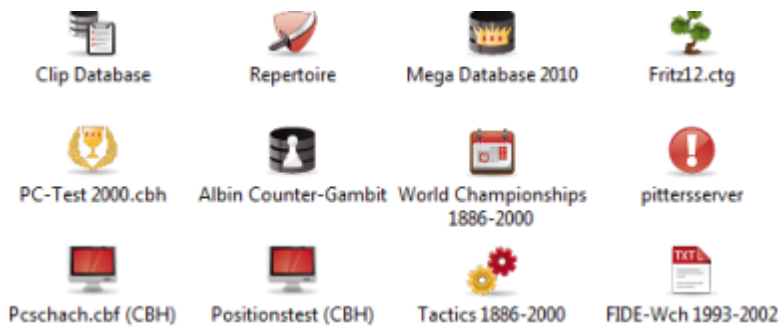 Clip Database
Repertoire
Mega Database 2010
Fritz12.ctg
PC-Test 2000.cbh
Albin Counter-Gambit
World Championships
1886-2000
pittersserver
TXT
Pcschach.cbf (CBH)
Positionstest (CBH)
Tactics 1886-2000
FIDE-Wch 1993-2002